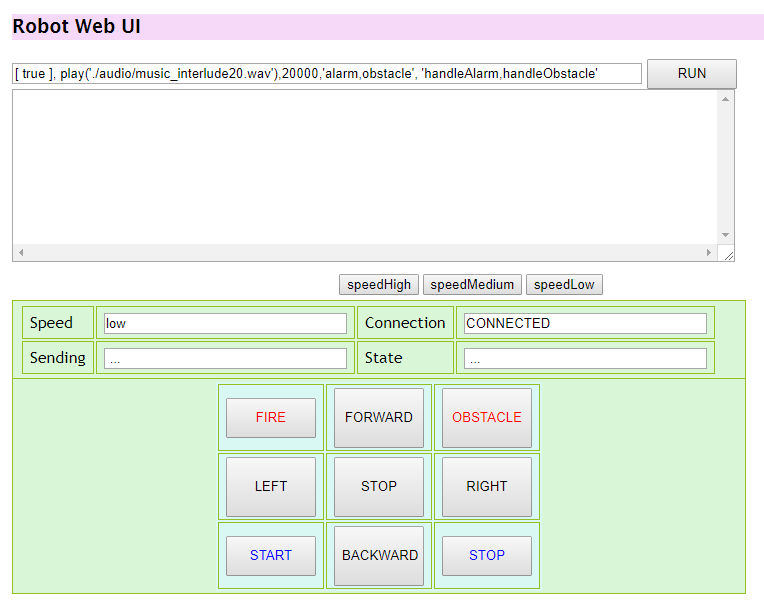 Robot Web UI
[ true ], play('./audio/music_interlude20.wav'),20000,'alarm,obstacle', 'handleAlarm,handleObstacle' RUN
speedHigh speedMedium speedLow
Speed low Connection CONNECTED
Sending ... State ...
FIRE FORWARD OBSTACLE
LEFT STOP RIGHT
START BACKWARD STOP